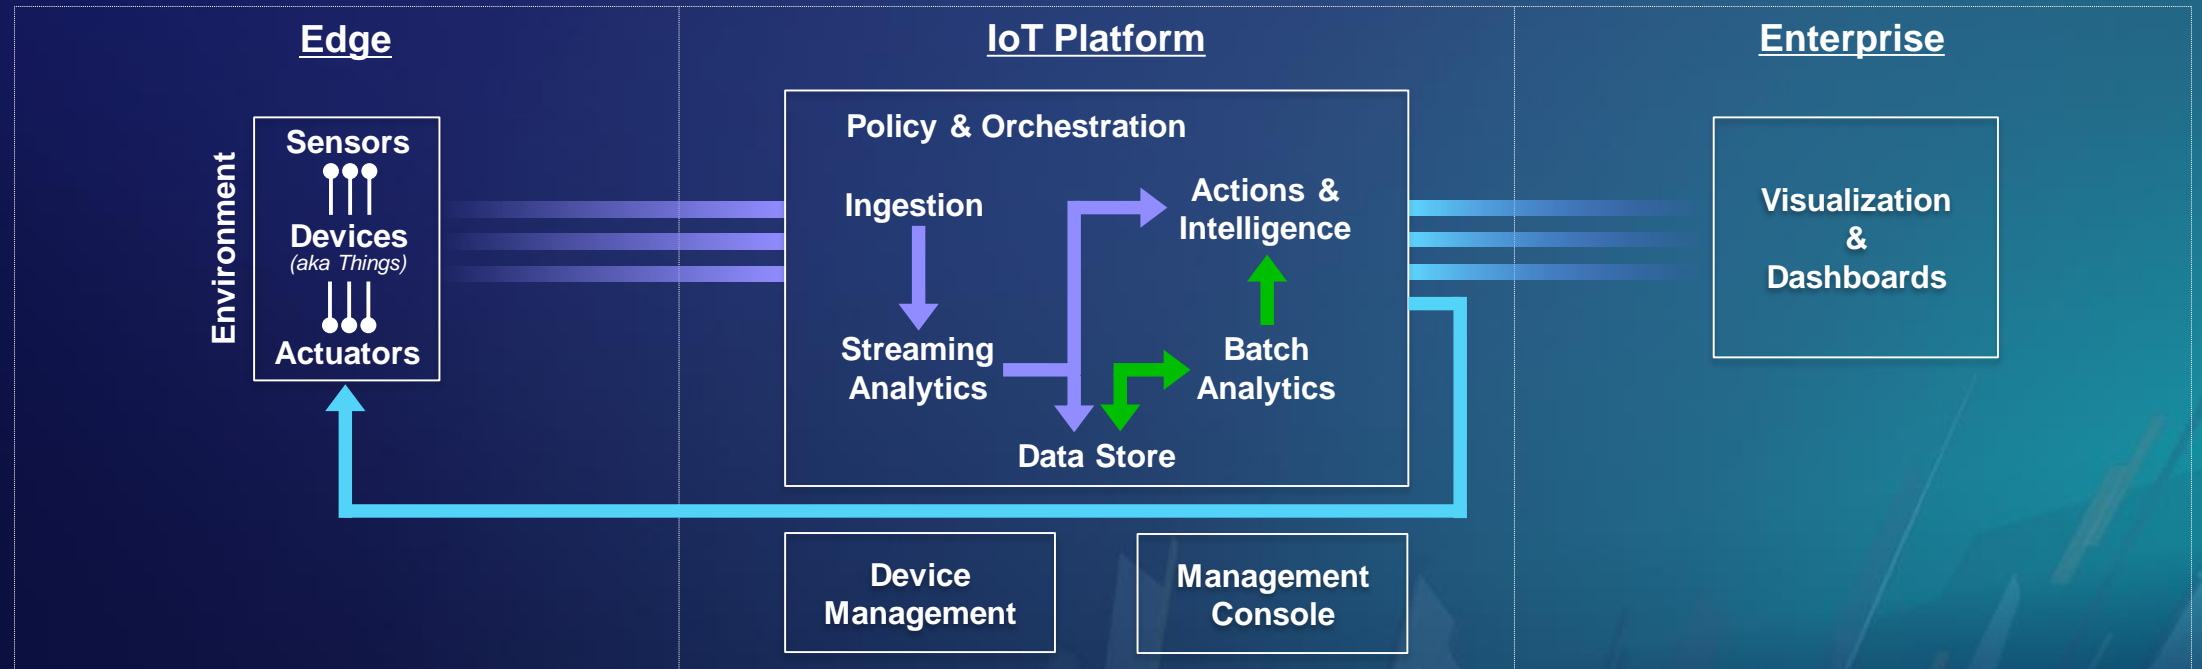 Edge
IoT Platform
Enterprise
Environment
Sensors
Devices
(aka Things)
Actuators
Policy & Orchestration
Ingestion
Actions &
Intelligence
Streaming
Analytics
Batch
Analytics
Data Store
Visualization
&
Dashboards
Device
Management
Management
Console